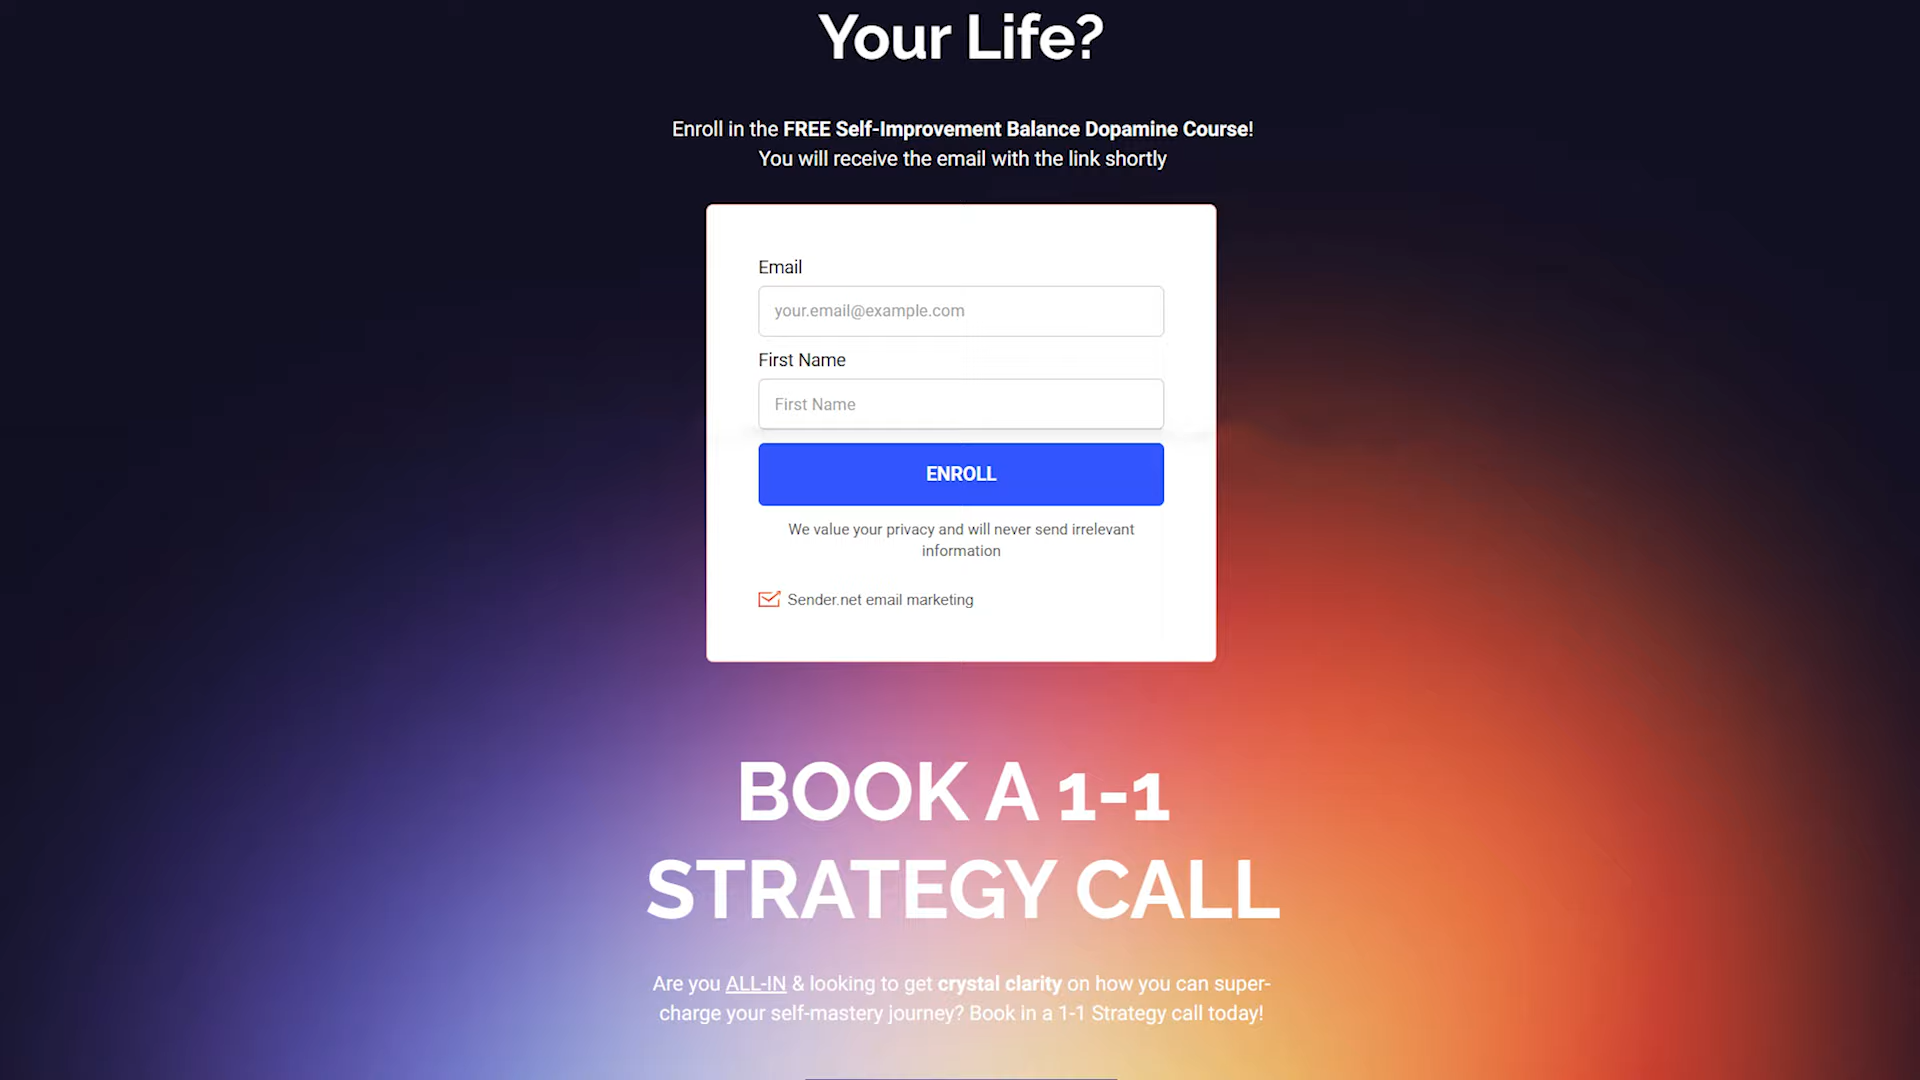 Your Life?
Enroll in the FREE Self-Improvement Balance Dopamine Course!
You will receive the email with the link shortly
Email
your.email@example.com
First Name
First Name
ENROLL
We value your privacy and will never send irrelevant
information
Sender.net email marketing
BOOK A 1-1
STRATEGY CALL
Are you ALL-IN & looking to get crystal clarity on how you can super-
charge your self-mastery journey? Book in a 1-1 Strategy call today!